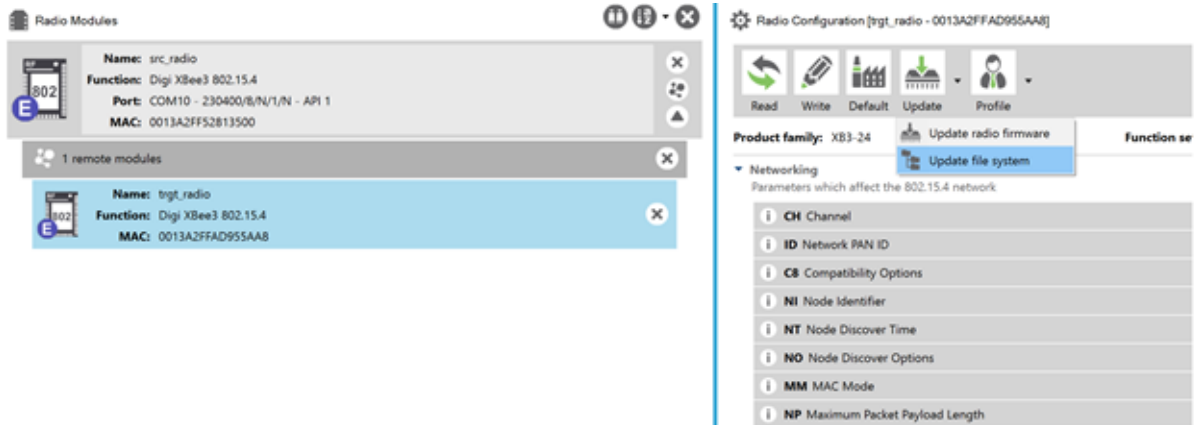 Radio Modules
Name: src_radio
Function: Digi XBee3 802.15.4
Port: COM10 - 230400/8/N/1/N - API 1
MAC: 0013A2FF52813500
802
E
1 remote modules
Name: trgt_radio
Function: Digi XBee3 802.15.4
MAC: 0013A2FFAD955AA8
802
E
Radio Configuration [trgt_radio - 0013A2FFAD955AA8]
Read Write Default Update Profile
Update radio firmware
Product family: XB3-24 Function se
Update file system
Networking
Parameters which affect the 802.15.4 network
i CH Channel
i ID Network PAN ID
i C8 Compatibility Options
i NI Node Identifier
i NT Node Discover Time
i NO Node Discover Options
i MM MAC Mode
i NP Maximum Packet Payload Length